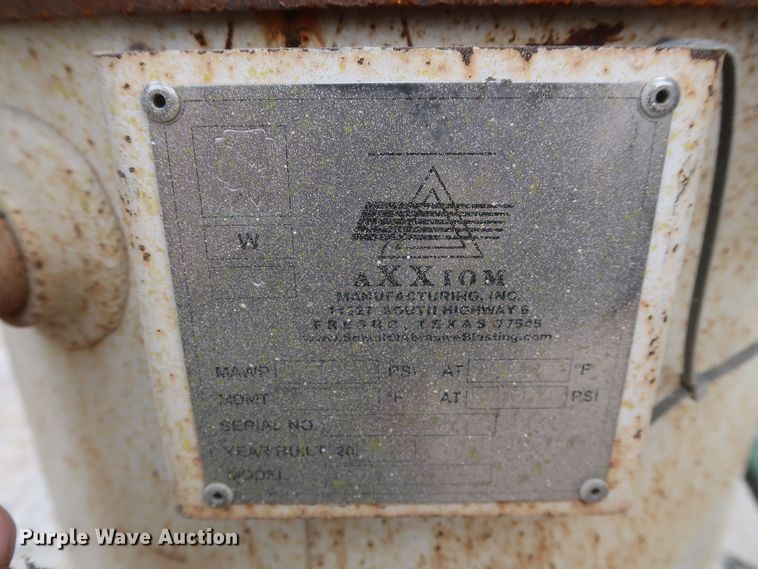 W
AXXIOM
MANUFACTURING, INC.
11927 SOUTH HIGHWAY 6
FRESNO, TEXAS 77545
MAWP PSI AT °F
MDMT °F AT PSI
SERIAL NO.
YEAR BUILT 20
MODEL
Purple Wave Auction